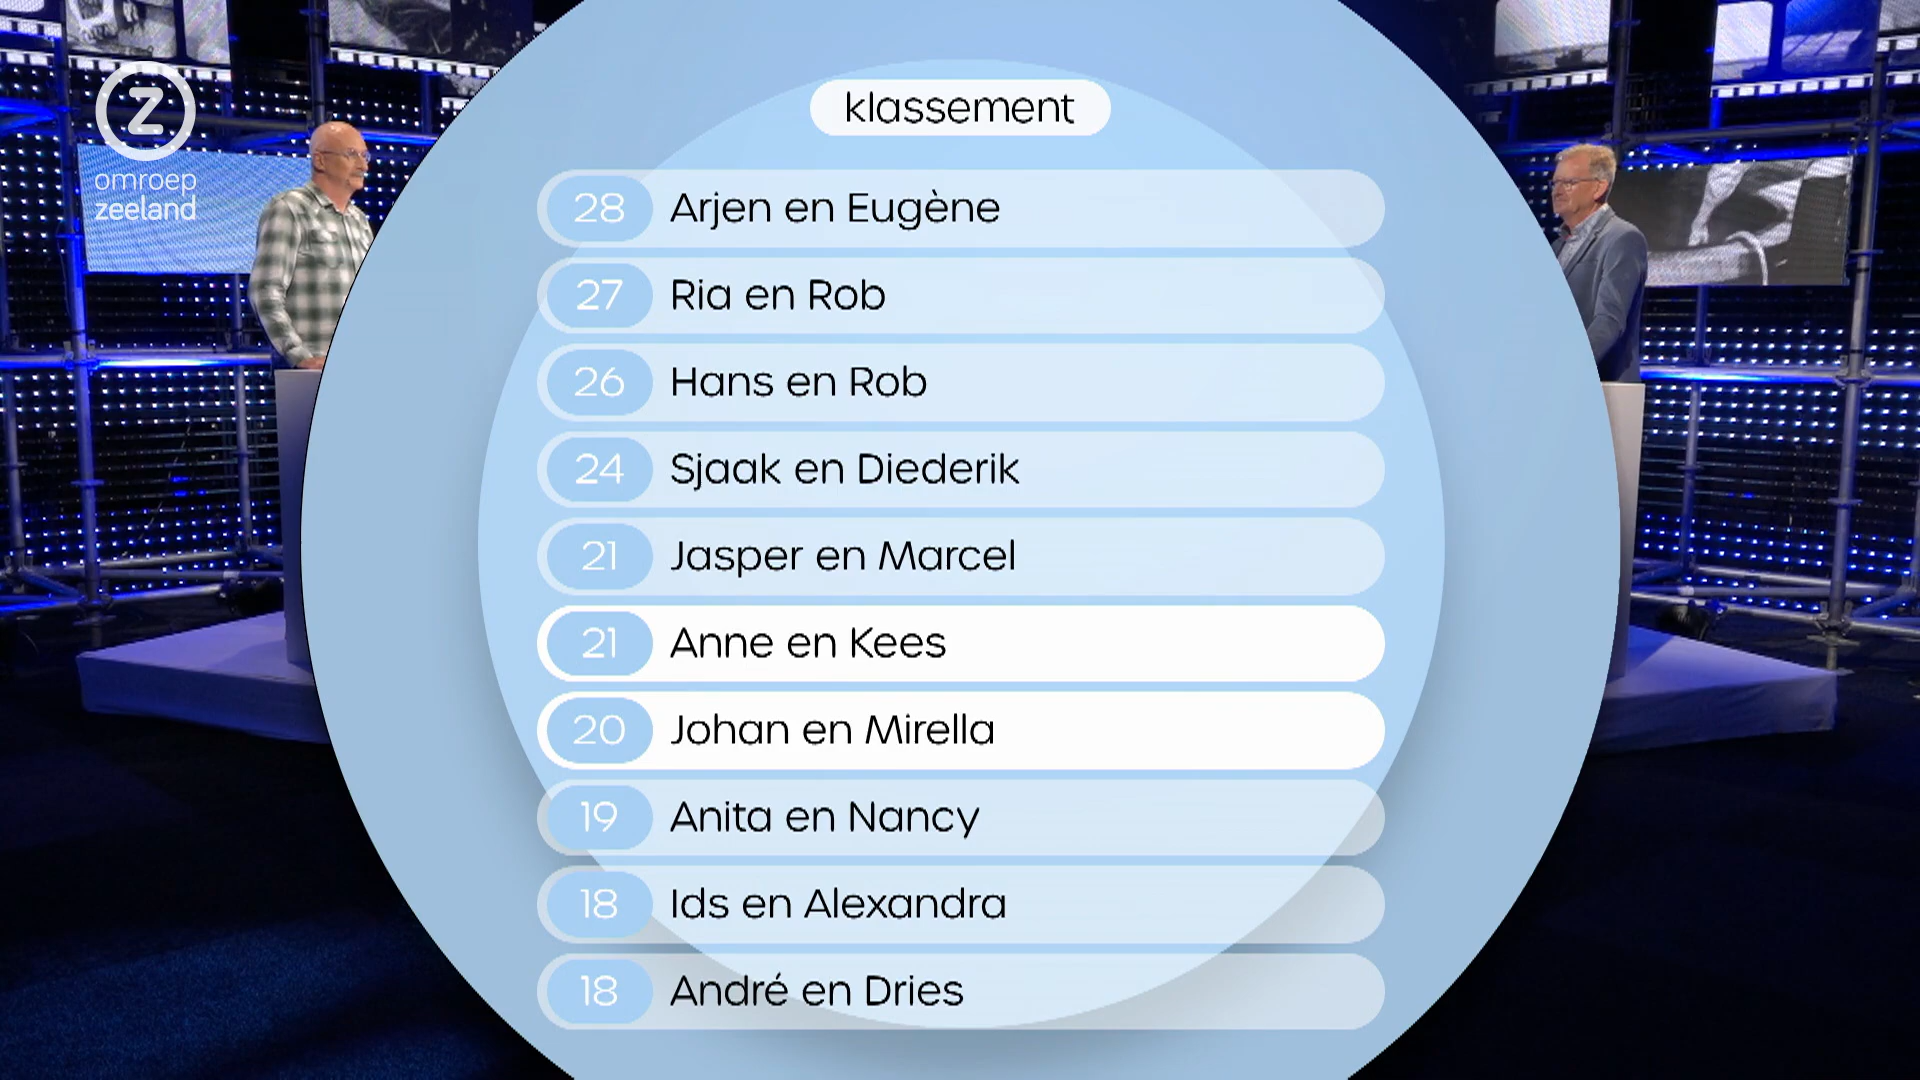 Z
omroep
zeeland
klassement
28 Arjen en Eugène
27 Ria en Rob
26 Hans en Rob
24 Sjaak en Diederik
21 Jasper en Marcel
21 Anne en Kees
20 Johan en Mirella
19 Anita en Nancy
18 Ids en Alexandra
18 André en Dries